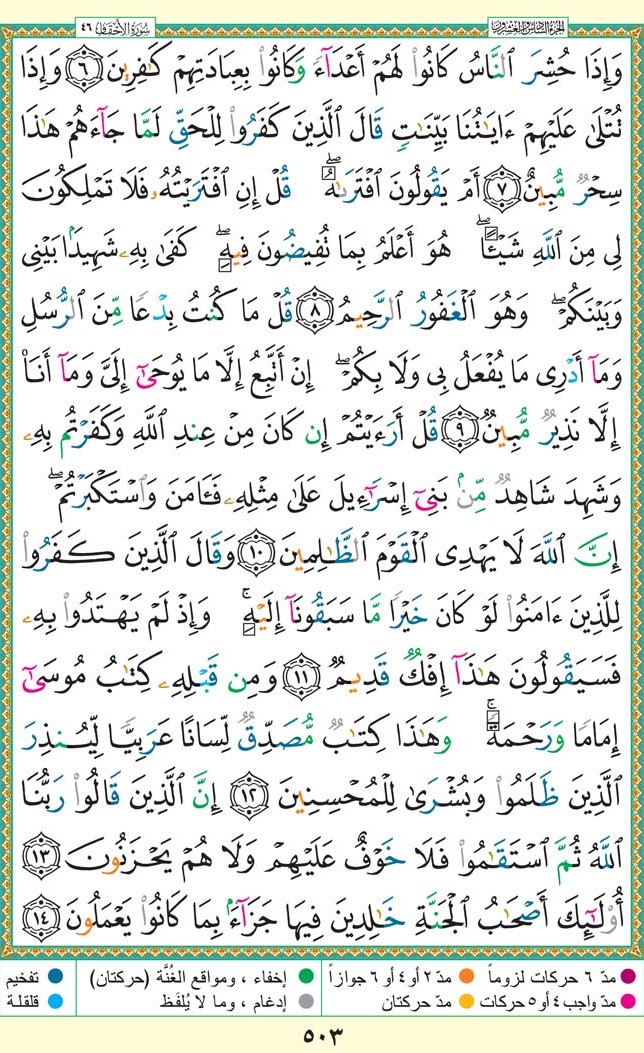 الجزء السادس والعشرون
سورة الأحقاف ٤٦
وَإِذَا حُشِرَ ٱلنَّاسُ كَانُوا۟ لَهُمْ أَعْدَآءً وَكَانُوا۟ بِعِبَادَتِهِمْ كَـٰفِرِينَ ۝٦ وَإِذَا
تُتْلَىٰ عَلَيْهِمْ ءَايَـٰتُنَا بَيِّنَـٰتٍ قَالَ ٱلَّذِينَ كَفَرُوا۟ لِلْحَقِّ لَمَّا جَآءَهُمْ هَـٰذَا
سِحْرٌ مُّبِينٌ ۝٧ أَمْ يَقُولُونَ ٱفْتَرَىٰهُ ۖ قُلْ إِنِ ٱفْتَرَيْتُهُۥ فَلَا تَمْلِكُونَ
لِى مِنَ ٱللَّهِ شَيْـًٔا ۖ هُوَ أَعْلَمُ بِمَا تُفِيضُونَ فِيهِ ۖ كَفَىٰ بِهِۦ شَهِيدًۢا بَيْنِى
وَبَيْنَكُمْ ۖ وَهُوَ ٱلْغَفُورُ ٱلرَّحِيمُ ۝٨ قُلْ مَا كُنتُ بِدْعًا مِّنَ ٱلرُّسُلِ
وَمَآ أَدْرِى مَا يُفْعَلُ بِى وَلَا بِكُمْ ۖ إِنْ أَتَّبِعُ إِلَّا مَا يُوحَىٰٓ إِلَىَّ وَمَآ أَنَا۠
إِلَّا نَذِيرٌ مُّبِينٌ ۝٩ قُلْ أَرَءَيْتُمْ إِن كَانَ مِنْ عِندِ ٱللَّهِ وَكَفَرْتُم بِهِۦ
وَشَهِدَ شَاهِدٌ مِّنۢ بَنِىٓ إِسْرَٰٓءِيلَ عَلَىٰ مِثْلِهِۦ فَـَٔامَنَ وَٱسْتَكْبَرْتُمْ ۖ
إِنَّ ٱللَّهَ لَا يَهْدِى ٱلْقَوْمَ ٱلظَّـٰلِمِينَ ۝١٠ وَقَالَ ٱلَّذِينَ كَفَرُوا۟
لِلَّذِينَ ءَامَنُوا۟ لَوْ كَانَ خَيْرًا مَّا سَبَقُونَآ إِلَيْهِ ۚ وَإِذْ لَمْ يَهْتَدُوا۟ بِهِۦ
فَسَيَقُولُونَ هَـٰذَآ إِفْكٌ قَدِيمٌ ۝١١ وَمِن قَبْلِهِۦ كِتَـٰبُ مُوسَىٰٓ
إِمَامًا وَرَحْمَةً ۚ وَهَـٰذَا كِتَـٰبٌ مُّصَدِّقٌ لِّسَانًا عَرَبِيًّا لِّيُنذِرَ
ٱلَّذِينَ ظَلَمُوا۟ وَبُشْرَىٰ لِلْمُحْسِنِينَ ۝١٢ إِنَّ ٱلَّذِينَ قَالُوا۟ رَبُّنَا
ٱللَّهُ ثُمَّ ٱسْتَقَـٰمُوا۟ فَلَا خَوْفٌ عَلَيْهِمْ وَلَا هُمْ يَحْزَنُونَ ۝١٣
أُو۟لَـٰٓئِكَ أَصْحَـٰبُ ٱلْجَنَّةِ خَـٰلِدِينَ فِيهَا جَزَآءًۢ بِمَا كَانُوا۟ يَعْمَلُونَ ۝١٤
مدّ ٦ حركات لزوماً مدّ ٢ أو ٤ أو ٦ جوازاً إخفاء ، ومواقع الغُنَّة (حركتان) تفخيم
مدّ واجب ٤ أو ٥ حركات مدّ حركتان إدغام ، وما لا يُلفَظ قلقلة
٥٠٣